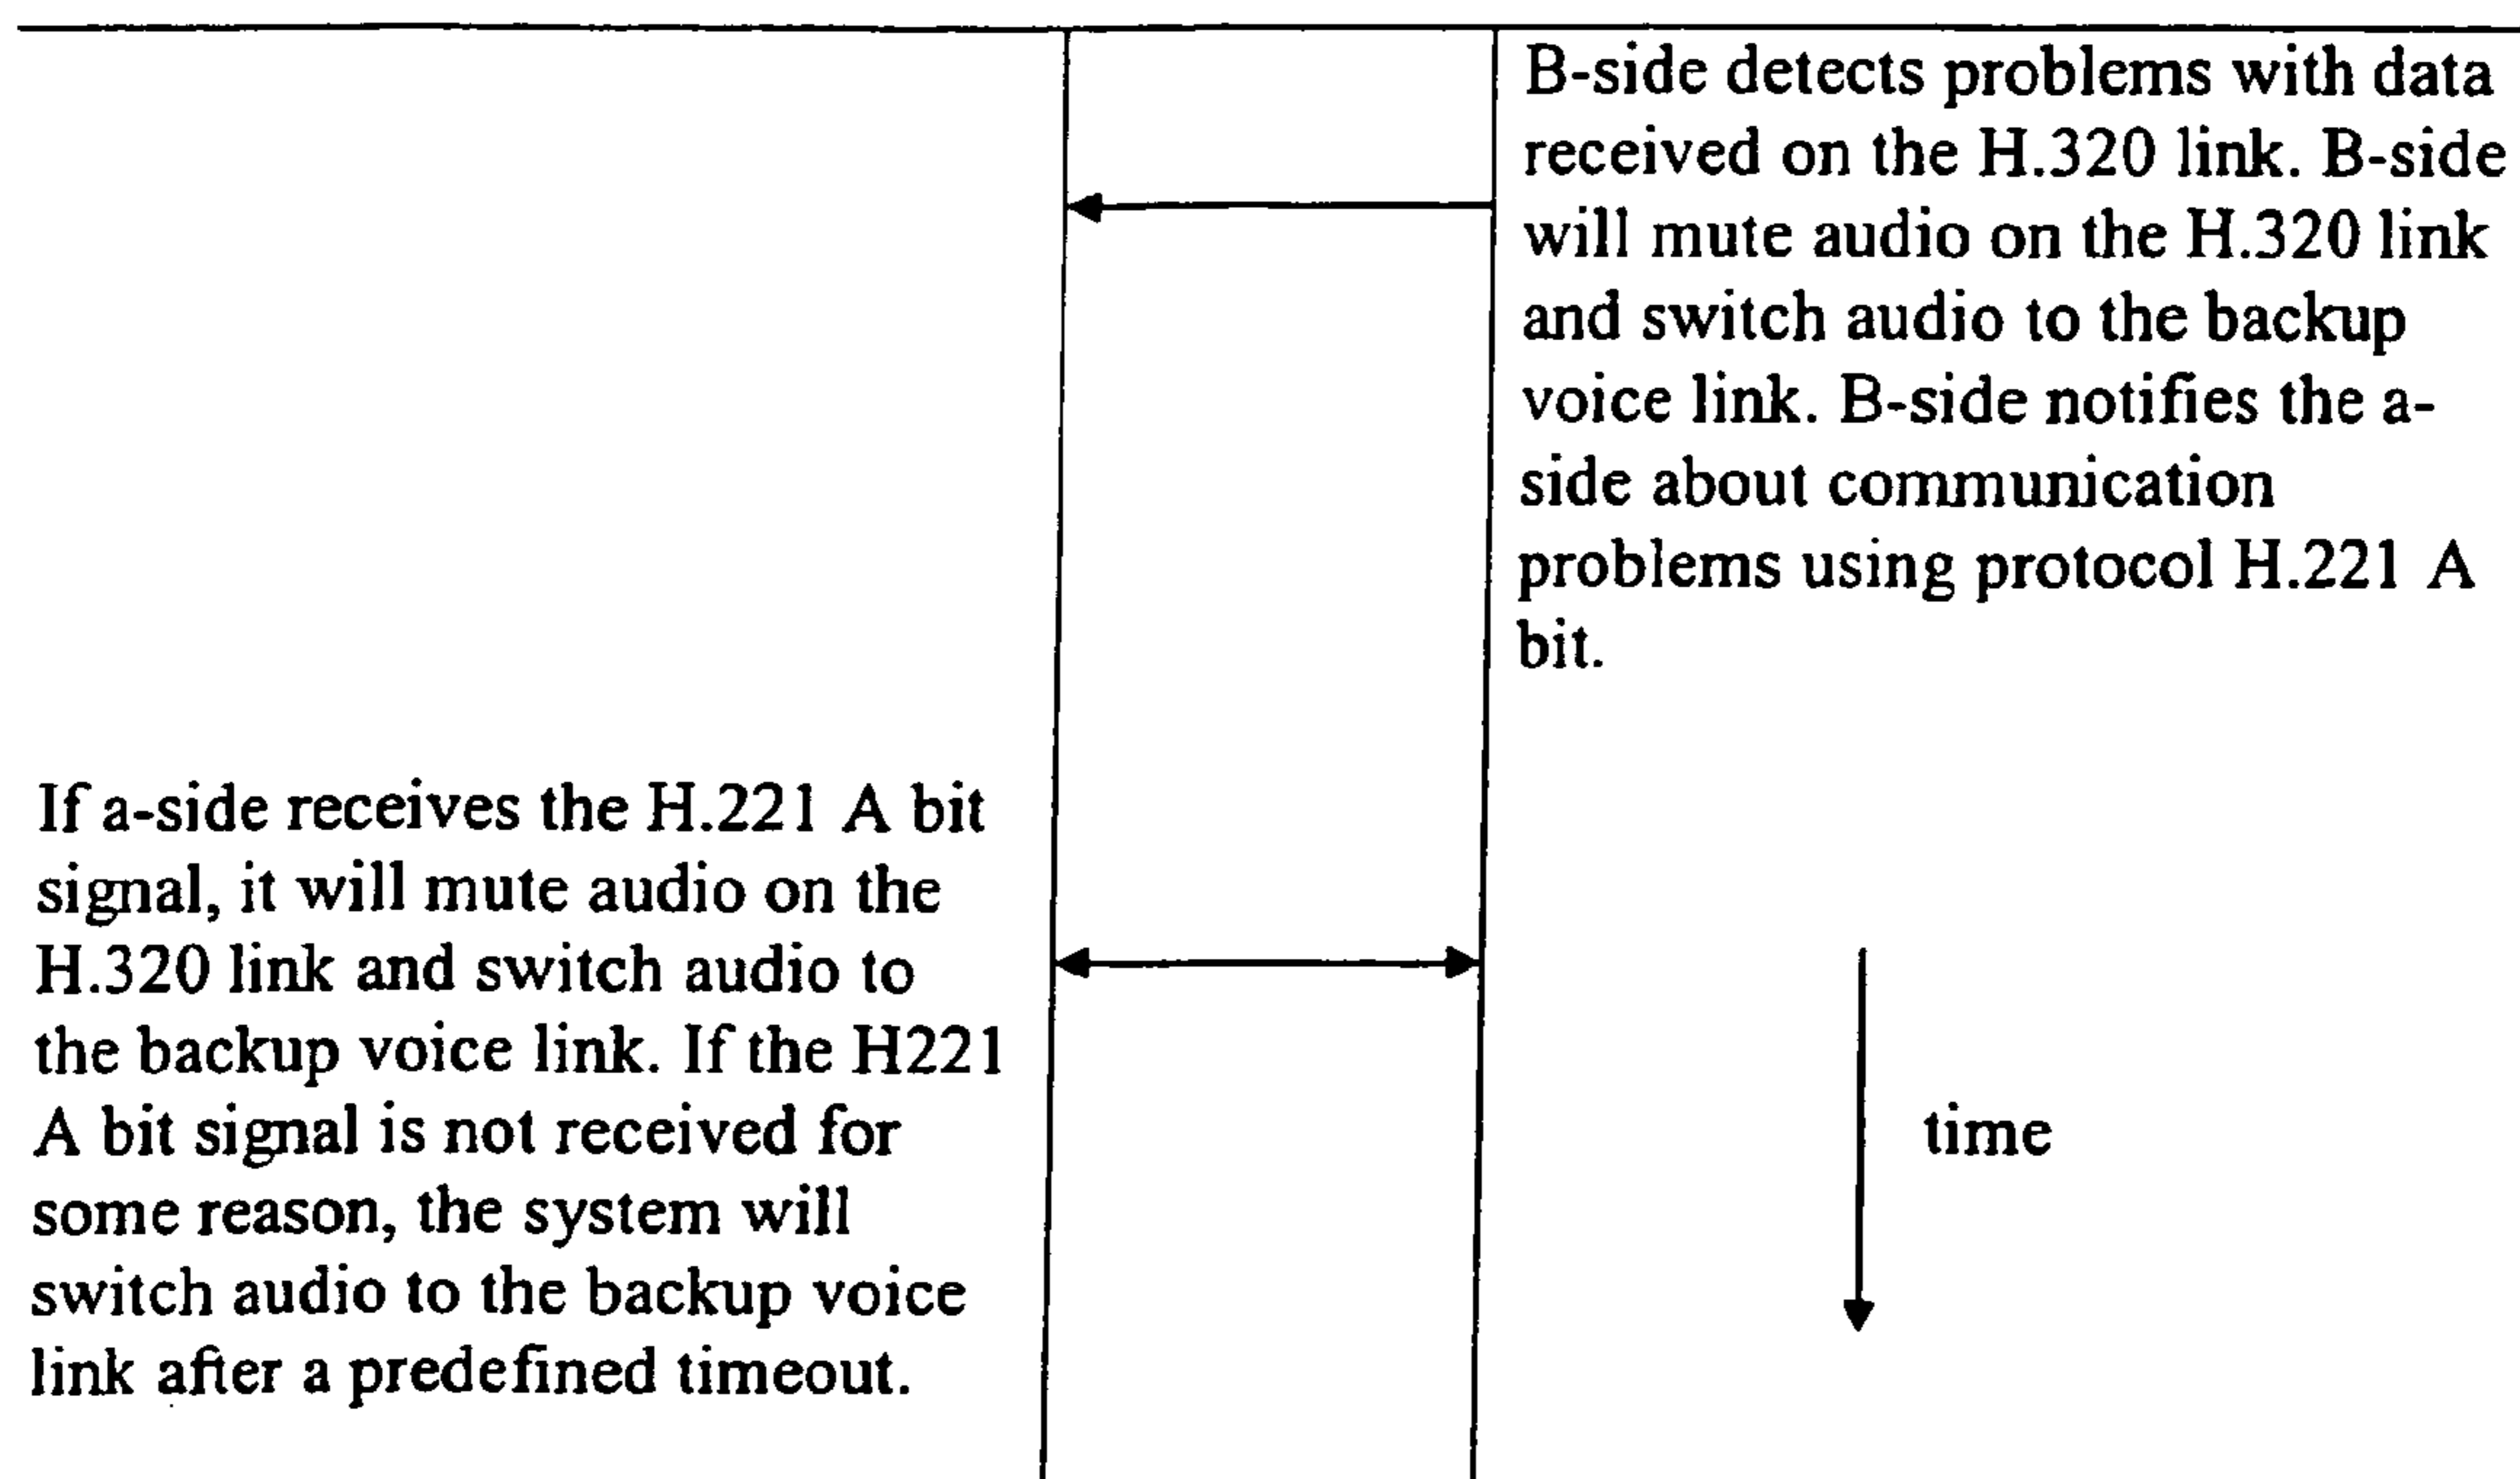 B-side detects problems with data
received on the H.320 link. B-side
will mute audio on the H.320 link
and switch audio to the backup
voice link. B-side notifies the a-
side about communication
problems using protocol H.221 A
bit.
If a-side receives the H.221 A bit
signal, it will mute audio on the
H.320 link and switch audio to
the backup voice link. If the H221
A bit signal is not received for
some reason, the system will
switch audio to the backup voice
link after a predefined timeout.
time